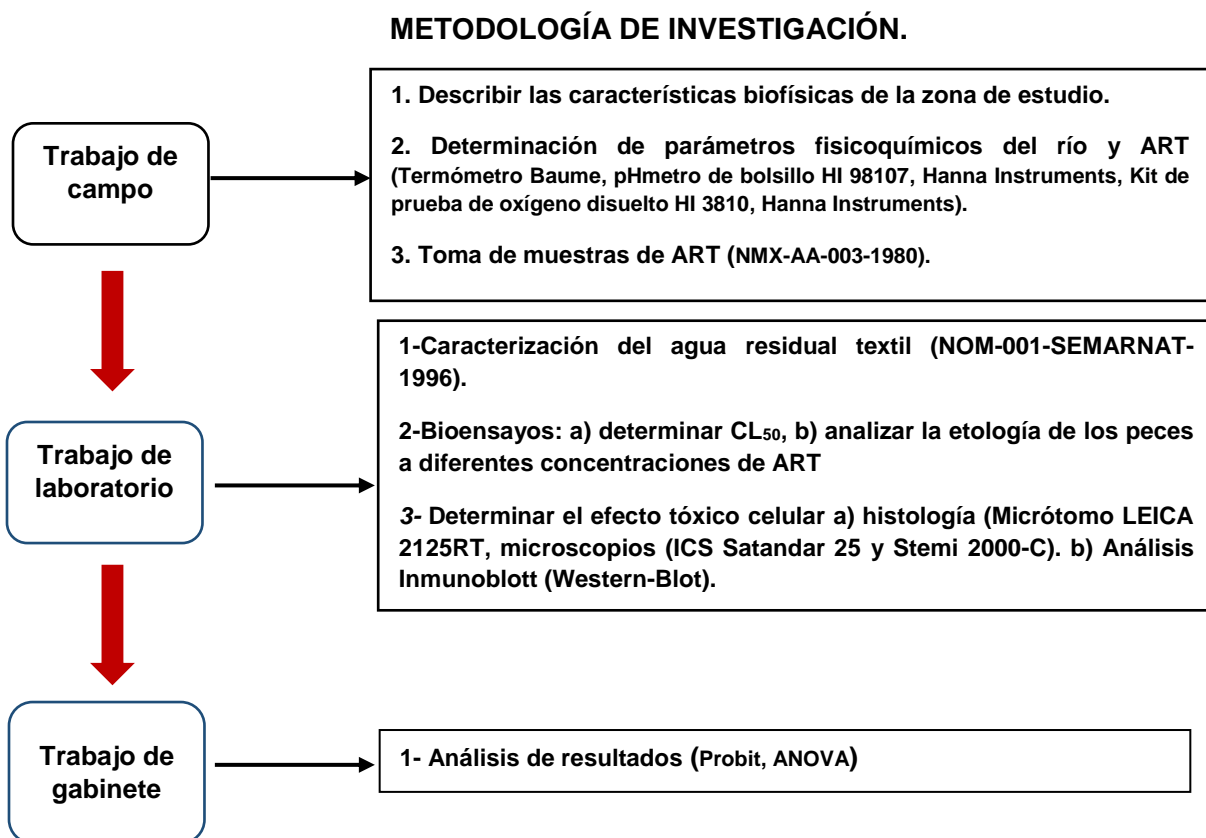 METODOLOGÍA DE INVESTIGACIÓN.
Trabajo de
campo
1. Describir las características biofísicas de la zona de estudio.
2. Determinación de parámetros fisicoquímicos del río y ART
(Termómetro Baume, pHmetro de bolsillo HI 98107, Hanna Instruments, Kit de
prueba de oxígeno disuelto HI 3810, Hanna Instruments).
3. Toma de muestras de ART (NMX-AA-003-1980).
Trabajo de
laboratorio
1-Caracterización del agua residual textil (NOM-001-SEMARNAT-
1996).
2-Bioensayos: a) determinar CL₅₀, b) analizar la etología de los peces
a diferentes concentraciones de ART
3- Determinar el efecto tóxico celular a) histología (Micrótomo LEICA
2125RT, microscopios (ICS Satandar 25 y Stemi 2000-C). b) Análisis
Inmunoblott (Western-Blot).
Trabajo de
gabinete
1- Análisis de resultados (Probit, ANOVA)